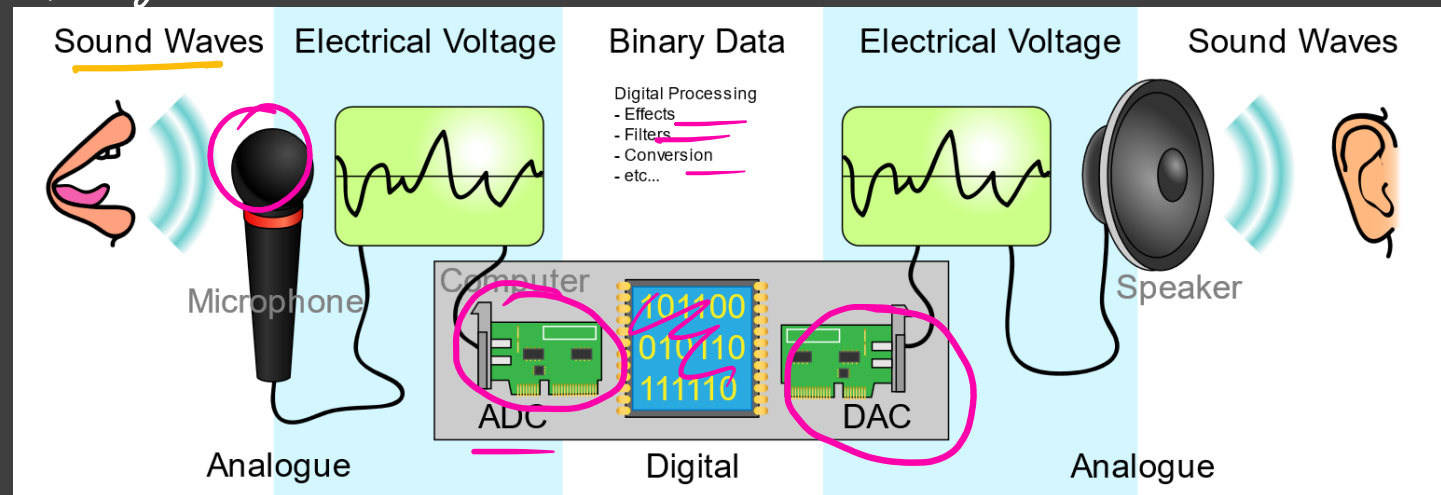 Sound Waves
Electrical Voltage
Binary Data
Electrical Voltage
Sound Waves
Digital Processing
- Effects
- Filters
- Conversion
- etc...
Computer
Microphone
Speaker
101100
010110
111110
ADC
DAC
Analogue
Digital
Analogue